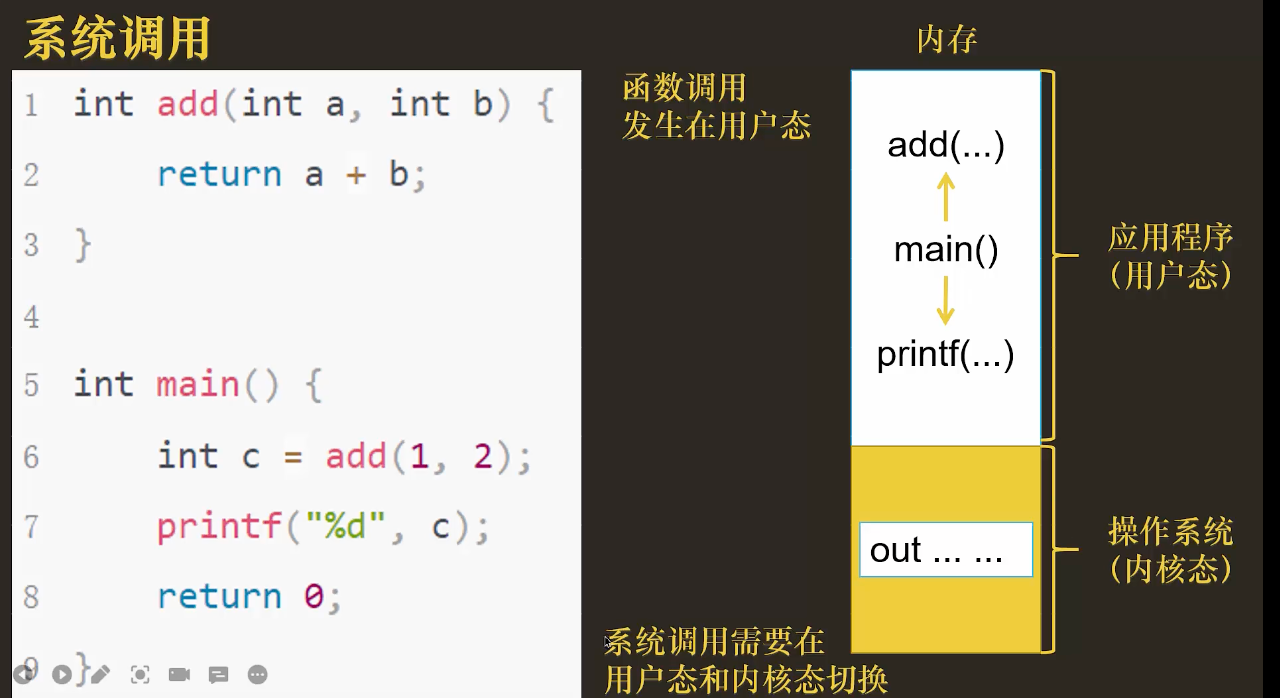 系统调用
1 int add(int a, int b) {
2 return a + b;
3 }
4
5 int main() {
6 int c = add(1, 2);
7 printf("%d", c);
8 return 0;
9 }
函数调用
发生在用户态
内存
add(...)
main()
printf(...)
应用程序
(用户态)
out ... ...
操作系统
(内核态)
系统调用需要在
用户态和内核态切换